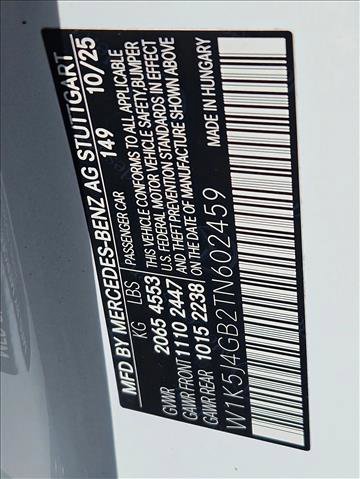 MFD BY MERCEDES-BENZ AG STUTTGART
149 10/25
KG LBS PASSENGER CAR
GVWR 2065 4553 THIS VEHICLE CONFORMS TO ALL APPLICABLE
U.S. FEDERAL MOTOR VEHICLE SAFETY, BUMPER
GAWR FRONT 1110 2447 AND THEFT PREVENTION STANDARDS IN EFFECT
GAWR REAR 1015 2238 ON THE DATE OF MANUFACTURE SHOWN ABOVE
MADE IN HUNGARY
W1K5J4GB2TN602459